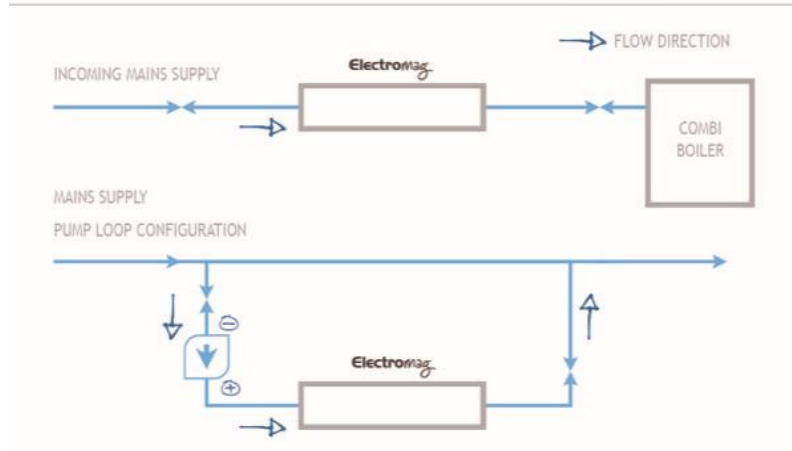 FLOW DIRECTION
Electromag
INCOMING MAINS SUPPLY
COMBI
BOILER
MAINS SUPPLY
PUMP LOOP CONFIGURATION
−
Electromag
+